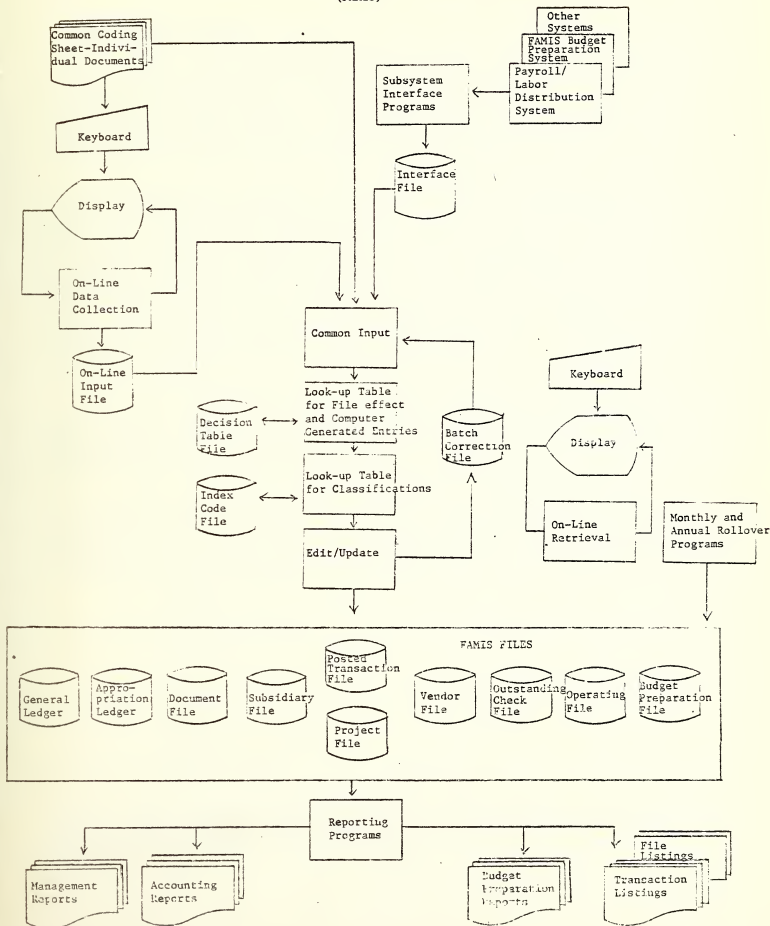 Other
Systems
FAMIS Budget
Preparation
System
Payroll/
Labor
Distribution
System
Common Coding
Sheet-Indivi-
dual Documents
Subsystem
Interface
Programs
Keyboard
Interface
File
Display
On-Line
Data
Collection
Common Input
On-Line
Input
File
Keyboard
Look-up Table
for File effect
and Computer
Generated Entries
Decision
Table
File
Batch
Correction
File
Display
Look-up Table
for Classifications
Index
Code
File
On-Line
Retrieval
Monthly and
Annual Rollover
Programs
Edit/Update
FAMIS FILES
General
Ledger
Appro-
priation
Ledger
Document
File
Subsidiary
File
Posted
Transaction
File
Project
File
Vendor
File
Outstanding
Check
File
Operating
File
Budget
Preparation
File
Reporting
Programs
Management
Reports
Accounting
Reports
Budget
Preparation
Reports
File
Listings
Transaction
Listings